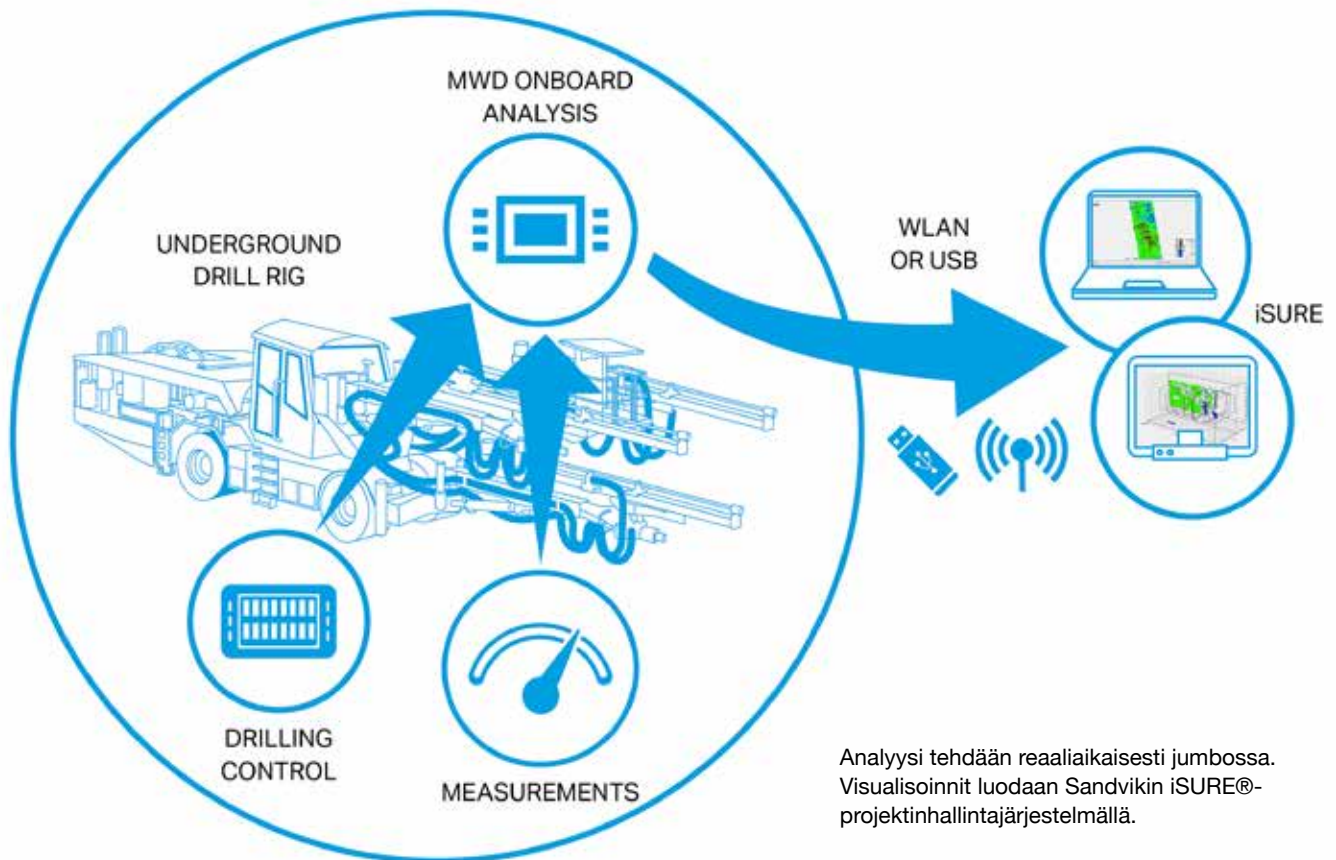 MWD ONBOARD
ANALYSIS
UNDERGROUND
DRILL RIG
WLAN
OR USB
iSURE
DRILLING
CONTROL
MEASUREMENTS
Analyysi tehdään reaaliaikaisesti jumbossa.
Visualisoinnit luodaan Sandvikin iSURE®-
projektinhallintajärjestelmällä.